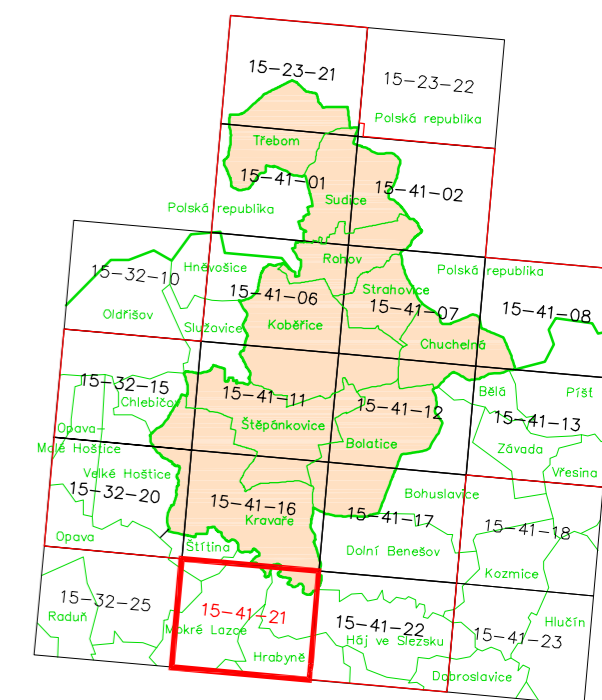 15-23-21
15-23-22
Polská republika
Třebom
15-41-01
15-41-02
Sudice
Polská republika
Rohov
Hněvošice
Polská republika
15-32-10
Strahovice
15-41-06
15-41-07
15-41-08
Oldřišov
Služovice
Kobeřice
Chuchelná
15-32-15
Bělá
Píšť
15-41-11
Chlebičov
15-41-12
15-41-13
Štěpánkovice
Opava-
Malé Hoštice
Bolatice
Závada
Velké Hoštice
Vřesina
15-32-20
Bohuslavice
15-41-16
Kravaře
15-41-17
15-41-18
Opava
Štítina
Dolní Benešov
Kozmice
15-32-25
15-41-21
Raduň
Mokré Lazce
15-41-22
Hlučín
Háj ve Slezsku
15-41-23
Hrabyně
Dobroslavice